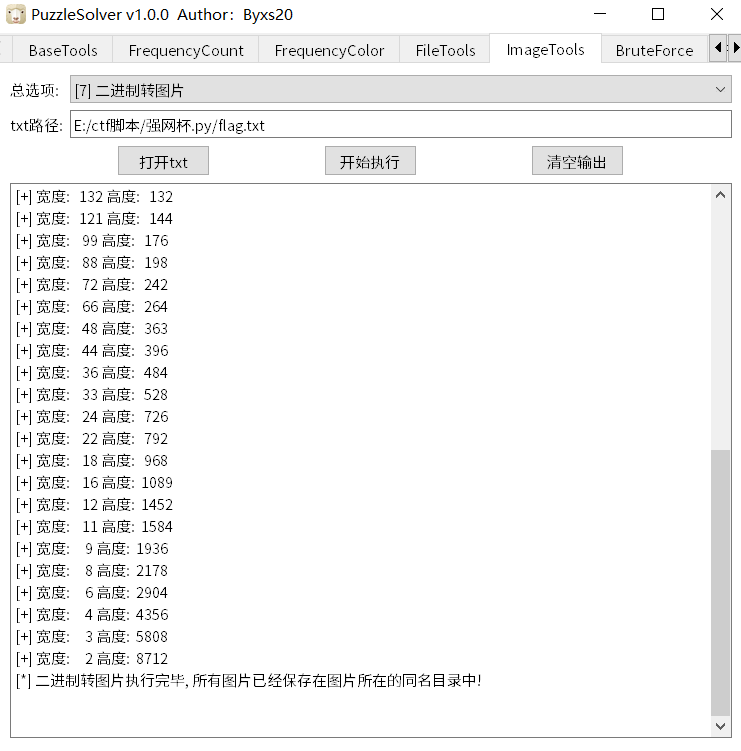 PuzzleSolver v1.0.0 Author：Byxs20
BaseTools FrequencyCount FrequencyColor FileTools ImageTools BruteForce
总选项: [7] 二进制转图片
txt路径: E:/ctf脚本/强网杯.py/flag.txt
打开txt 开始执行 清空输出
[+] 宽度: 132 高度: 132
[+] 宽度: 121 高度: 144
[+] 宽度: 99 高度: 176
[+] 宽度: 88 高度: 198
[+] 宽度: 72 高度: 242
[+] 宽度: 66 高度: 264
[+] 宽度: 48 高度: 363
[+] 宽度: 44 高度: 396
[+] 宽度: 36 高度: 484
[+] 宽度: 33 高度: 528
[+] 宽度: 24 高度: 726
[+] 宽度: 22 高度: 792
[+] 宽度: 18 高度: 968
[+] 宽度: 16 高度: 1089
[+] 宽度: 12 高度: 1452
[+] 宽度: 11 高度: 1584
[+] 宽度: 9 高度: 1936
[+] 宽度: 8 高度: 2178
[+] 宽度: 6 高度: 2904
[+] 宽度: 4 高度: 4356
[+] 宽度: 3 高度: 5808
[+] 宽度: 2 高度: 8712
[*] 二进制转图片执行完毕, 所有图片已经保存在图片所在的同名目录中!